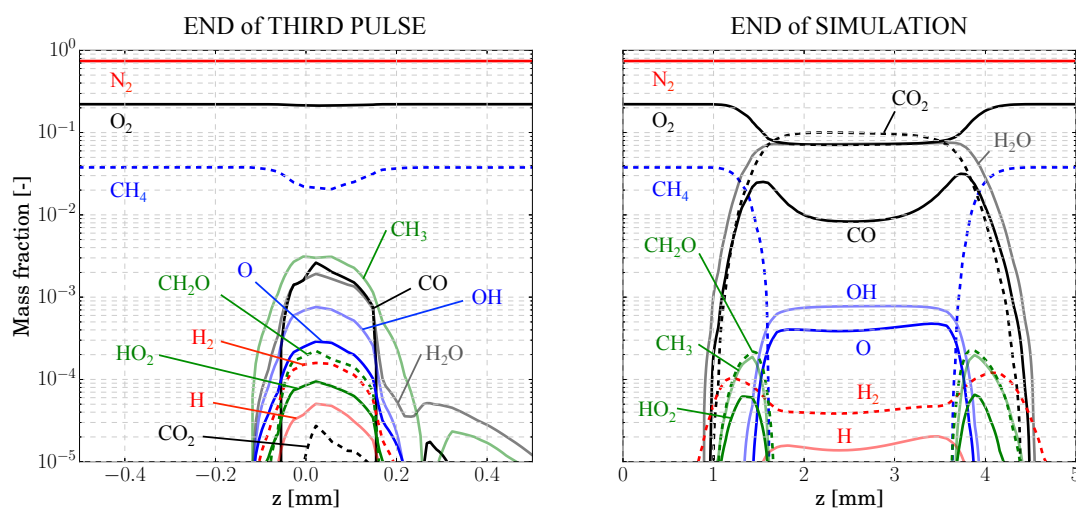 END of THIRD PULSE
END of SIMULATION
Mass fraction [-]
10⁰
10⁻¹
10⁻²
10⁻³
10⁻⁴
10⁻⁵
N₂
O₂
CH₄
CH₃
O
CH₂O
CO
OH
H₂
HO₂
H₂O
H
CO₂
−0.4 −0.2 0.0 0.2 0.4
z [mm]
N₂
CO₂
O₂
H₂O
CH₄
CH₂O
CO
OH
CH₃
O
HO₂
H₂
H
0 1 2 3 4 5
z [mm]